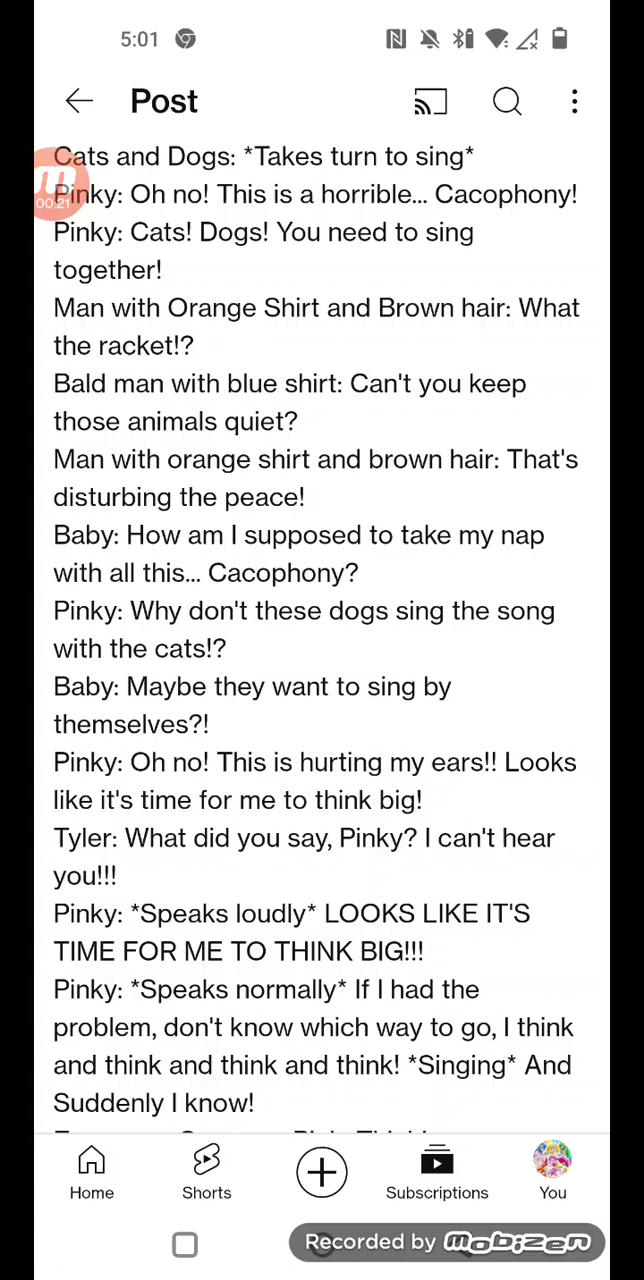 5:01
Post
Cats and Dogs: *Takes turn to sing*
00:21
Pinky: Oh no! This is a horrible... Cacophony!
Pinky: Cats! Dogs! You need to sing
together!
Man with Orange Shirt and Brown hair: What
the racket!?
Bald man with blue shirt: Can't you keep
those animals quiet?
Man with orange shirt and brown hair: That's
disturbing the peace!
Baby: How am I supposed to take my nap
with all this... Cacophony?
Pinky: Why don't these dogs sing the song
with the cats!?
Baby: Maybe they want to sing by
themselves?!
Pinky: Oh no! This is hurting my ears!! Looks
like it's time for me to think big!
Tyler: What did you say, Pinky? I can't hear
you!!!
Pinky: *Speaks loudly* LOOKS LIKE IT'S
TIME FOR ME TO THINK BIG!!!
Pinky: *Speaks normally* If I had the
problem, don't know which way to go, I think
and think and think and think! *Singing* And
Suddenly I know!
Home
Shorts
Subscriptions
You
Recorded by mobizen